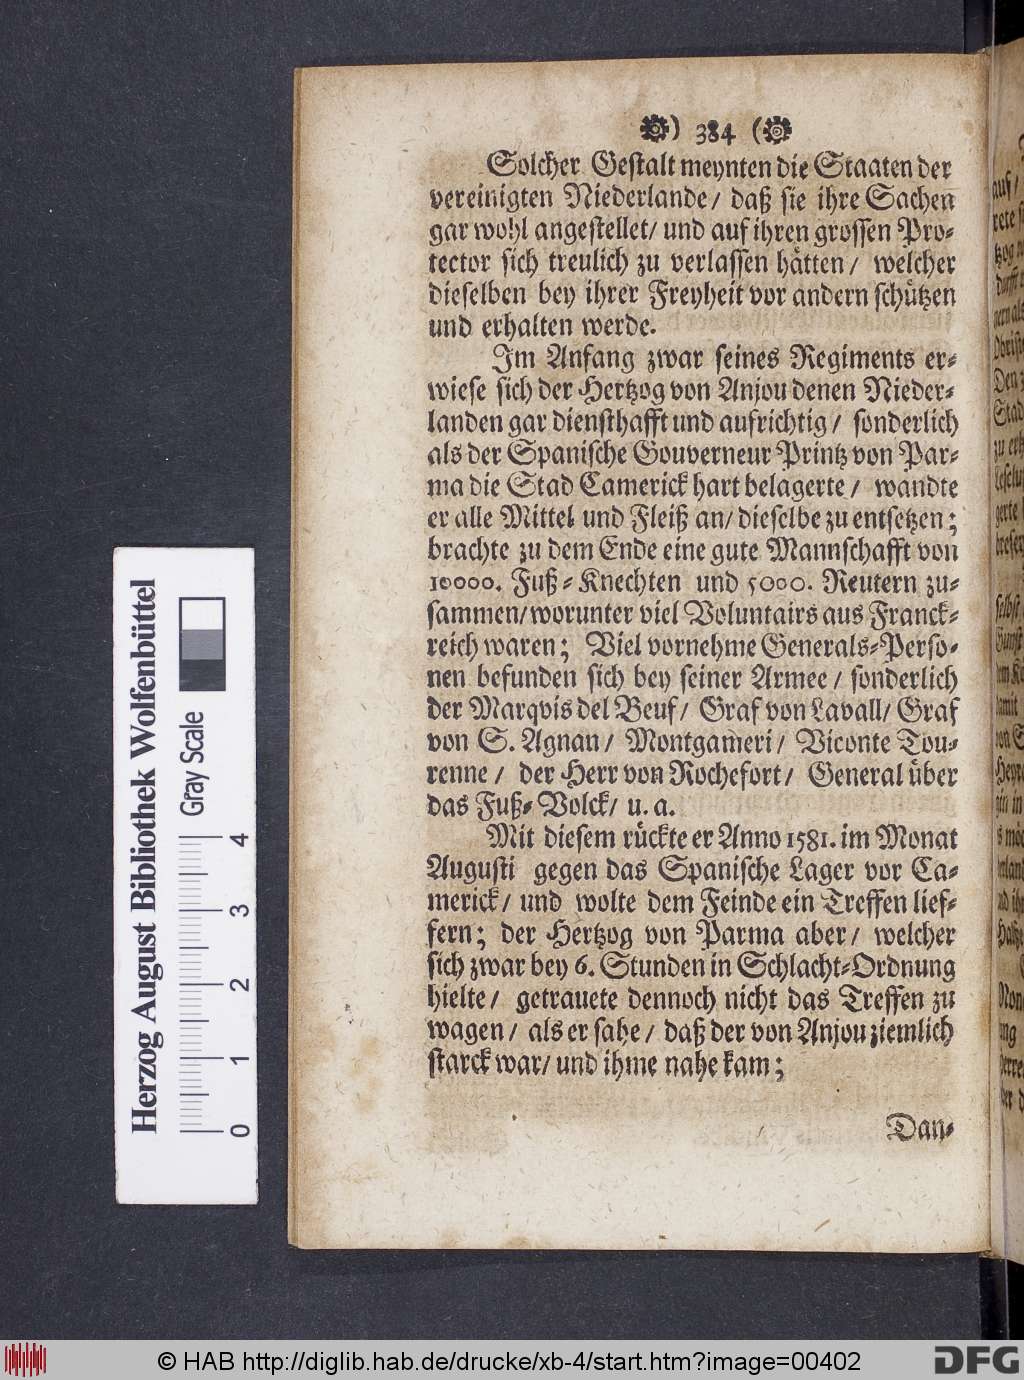 ) 384 (
Solcher Gestalt meynten die Staaten der
vereinigten Niederlande/ daß sie ihre Sachen
gar wohl angestellet/ und auf ihren grossen Pro-
tector sich treulich zu verlassen hätten/ welcher
dieselben bey ihrer Freyheit vor andern schützen
und erhalten werde.
Im Anfang zwar seines Regiments er-
wiese sich der Hertzog von Anjou denen Nieder-
landen gar diensthafft und aufrichtig/ sonderlich
als der Spanische Gouverneur Printz von Par-
ma die Stad Camerick hart belagerte/ wandte
er alle Mittel und Fleiß an/ dieselbe zu entsetzen;
brachte zu dem Ende eine gute Mannschafft von
10000. Fuß-Knechten und 5000. Reutern zu-
sammen/ worunter viel Voluntairs aus Franck-
reich waren; Viel vornehme Generals-Perso-
nen befunden sich bey seiner Armee/ sonderlich
der Marqvis del Beuf/ Graf von Lavall/ Graf
von S. Agnan/ Montgameri/ Viconte Tou-
renne/ der Herr von Rochefort/ General über
das Fuß-Volck/ u. a.
Mit diesem rückte er Anno 1581. im Monat
Augusti gegen das Spanische Lager vor Ca-
merick/ und wolte dem Feinde ein Treffen lief-
fern; der Hertzog von Parma aber/ welcher
sich zwar bey 6. Stunden in Schlacht-Ordnung
hielte/ getrauete dennoch nicht das Treffen zu
wagen/ als er sahe/ daß der von Anjou ziemlich
starck war/ und ihme nahe kam;
Dan-
Herzog August Bibliothek Wolfenbüttel
Gray Scale
0 1 2 3 4
© HAB http://diglib.hab.de/drucke/xb-4/start.htm?image=00402
DFG